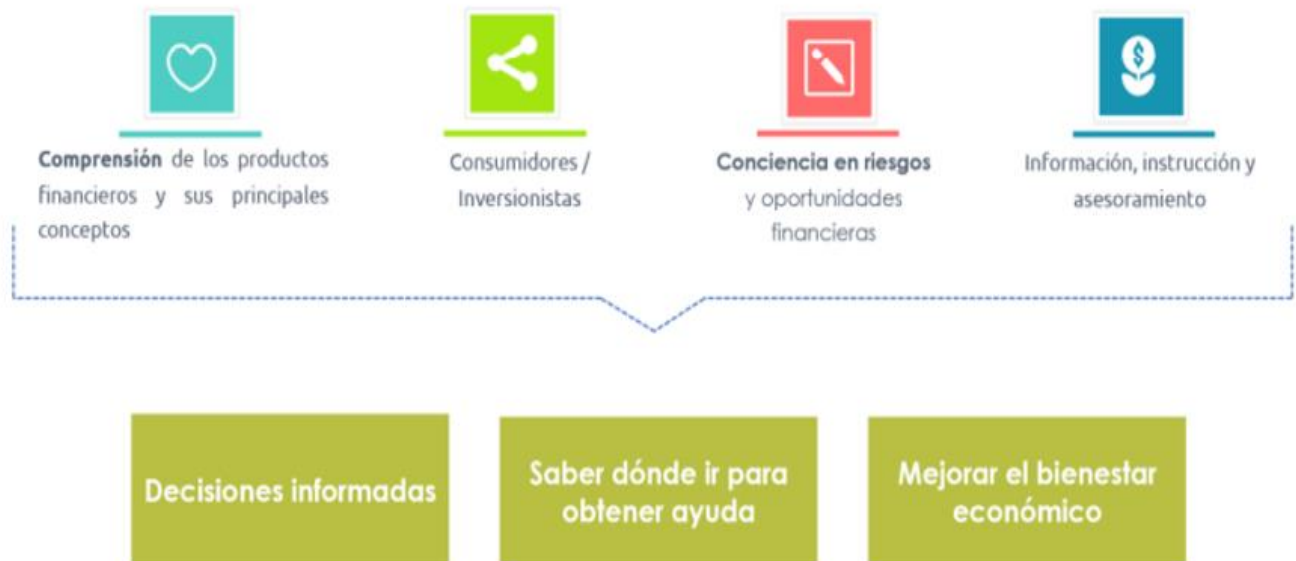 Comprensión de los productos
financieros y sus principales
conceptos
Consumidores /
Inversionistas
Conciencia en riesgos
y oportunidades
financieras
Información, instrucción y
asesoramiento
Decisiones informadas
Saber dónde ir para
obtener ayuda
Mejorar el bienestar
económico